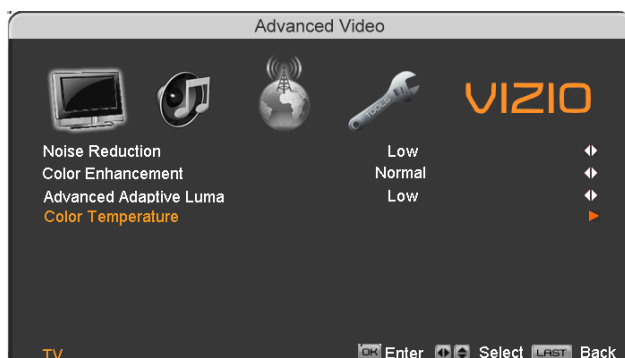 Advanced Video
TOOLS
VIZIO
Noise Reduction Low
Color Enhancement Normal
Advanced Adaptive Luma Low
Color Temperature
TV OK Enter Select LAST Back